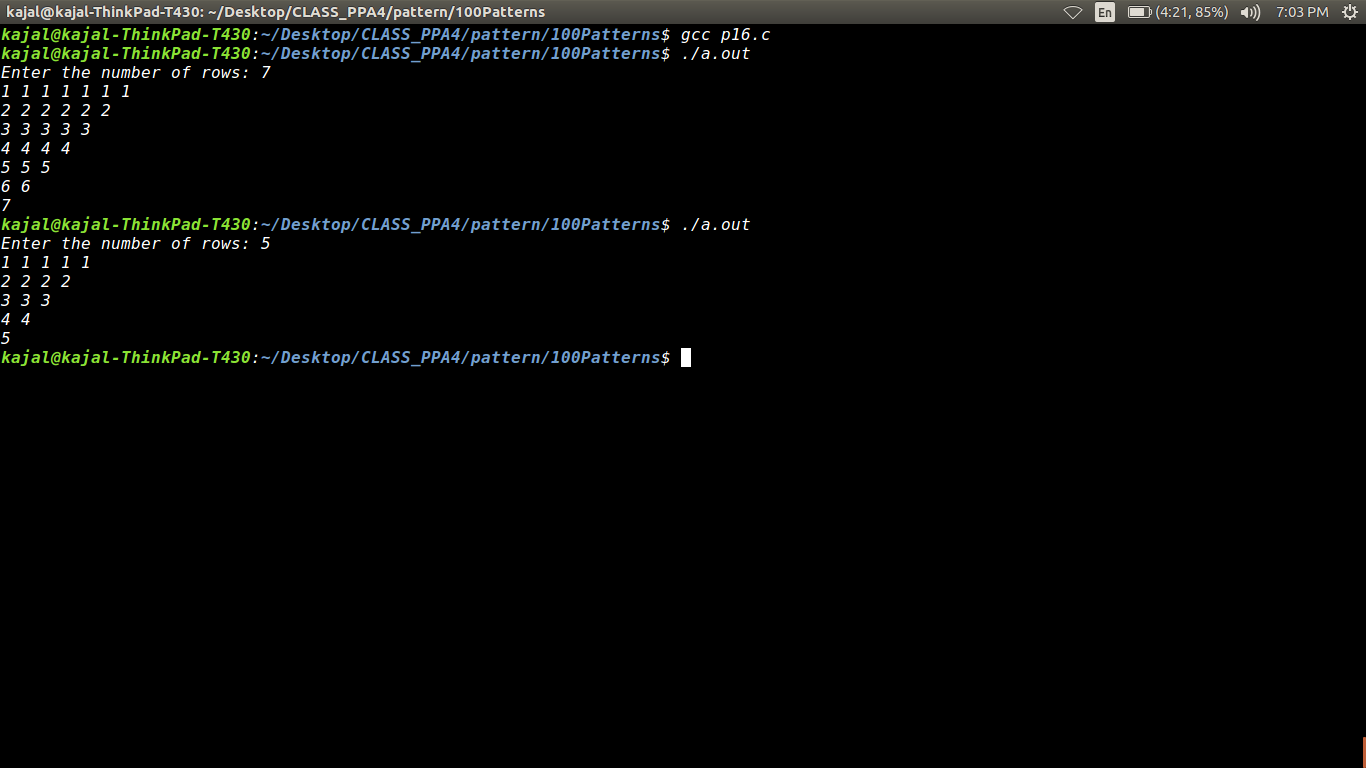 kajal@kajal-ThinkPad-T430: ~/Desktop/CLASS_PPA4/pattern/100Patterns En (4:21, 85%) 7:03 PM
kajal@kajal-ThinkPad-T430:~/Desktop/CLASS_PPA4/pattern/100Patterns$ gcc p16.c
kajal@kajal-ThinkPad-T430:~/Desktop/CLASS_PPA4/pattern/100Patterns$ ./a.out
Enter the number of rows: 7
1 1 1 1 1 1 1
2 2 2 2 2 2
3 3 3 3 3
4 4 4 4
5 5 5
6 6
7
kajal@kajal-ThinkPad-T430:~/Desktop/CLASS_PPA4/pattern/100Patterns$ ./a.out
Enter the number of rows: 5
1 1 1 1 1
2 2 2 2
3 3 3
4 4
5
kajal@kajal-ThinkPad-T430:~/Desktop/CLASS_PPA4/pattern/100Patterns$